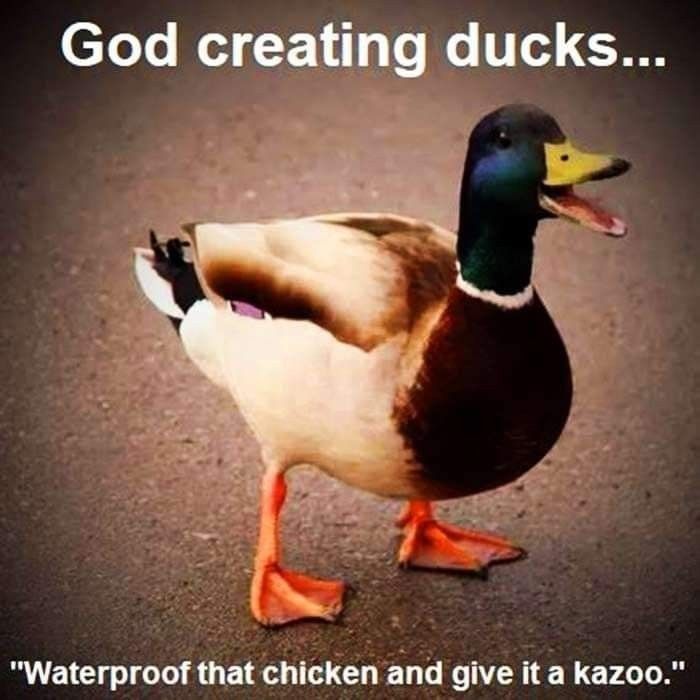 God creating ducks...
"Waterproof that chicken and give it a kazoo."